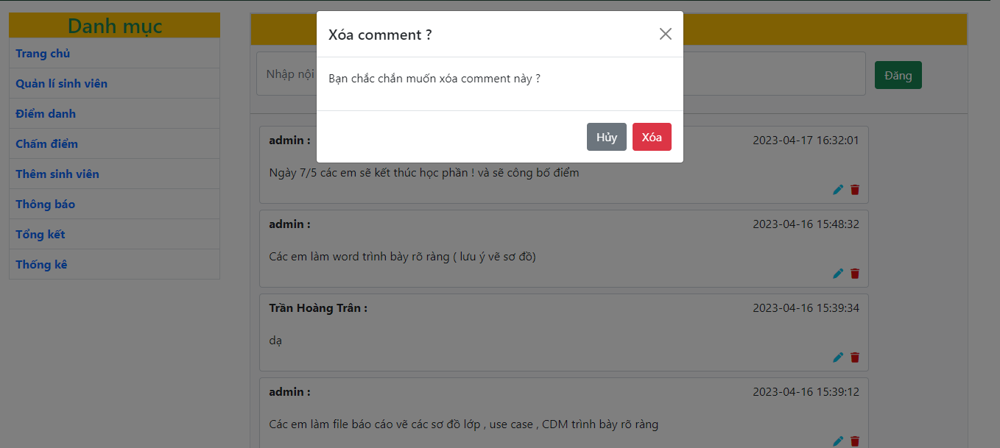 Danh mục
Trang chủ
Quản lí sinh viên
Điểm danh
Chấm điểm
Thêm sinh viên
Thông báo
Tổng kết
Thống kê
Xóa comment ?
Bạn chắc chắn muốn xóa comment này ?
Hủy
Xóa
Nhập nội
Đăng
admin :
2023-04-17 16:32:01
Ngày 7/5 các em sẽ kết thúc học phần ! và sẽ công bố điểm
admin :
2023-04-16 15:48:32
Các em làm word trình bày rõ ràng ( lưu ý vẽ sơ đồ)
Trần Hoàng Trân :
2023-04-16 15:39:34
dạ
admin :
2023-04-16 15:39:12
Các em làm file báo cáo vẽ các sơ đồ lớp , use case , CDM trình bày rõ ràng